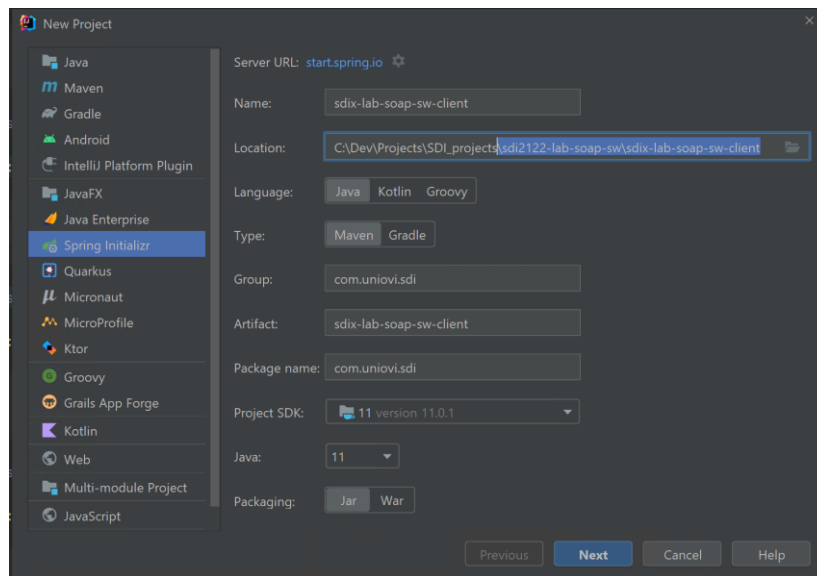 New Project
Java
Maven
Gradle
Android
IntelliJ Platform Plugin
JavaFX
Java Enterprise
Spring Initializr
Quarkus
Micronaut
MicroProfile
Ktor
Groovy
Grails App Forge
Kotlin
Web
Multi-module Project
JavaScript
Server URL: start.spring.io
Name: sdix-lab-soap-sw-client
Location: C:\Dev\Projects\SDI_projects\sdi2122-lab-soap-sw\sdix-lab-soap-sw-client
Language: Java Kotlin Groovy
Type: Maven Gradle
Group: com.uniovi.sdi
Artifact: sdix-lab-soap-sw-client
Package name: com.uniovi.sdi
Project SDK: 11 version 11.0.1
Java: 11
Packaging: Jar War
Previous Next Cancel Help